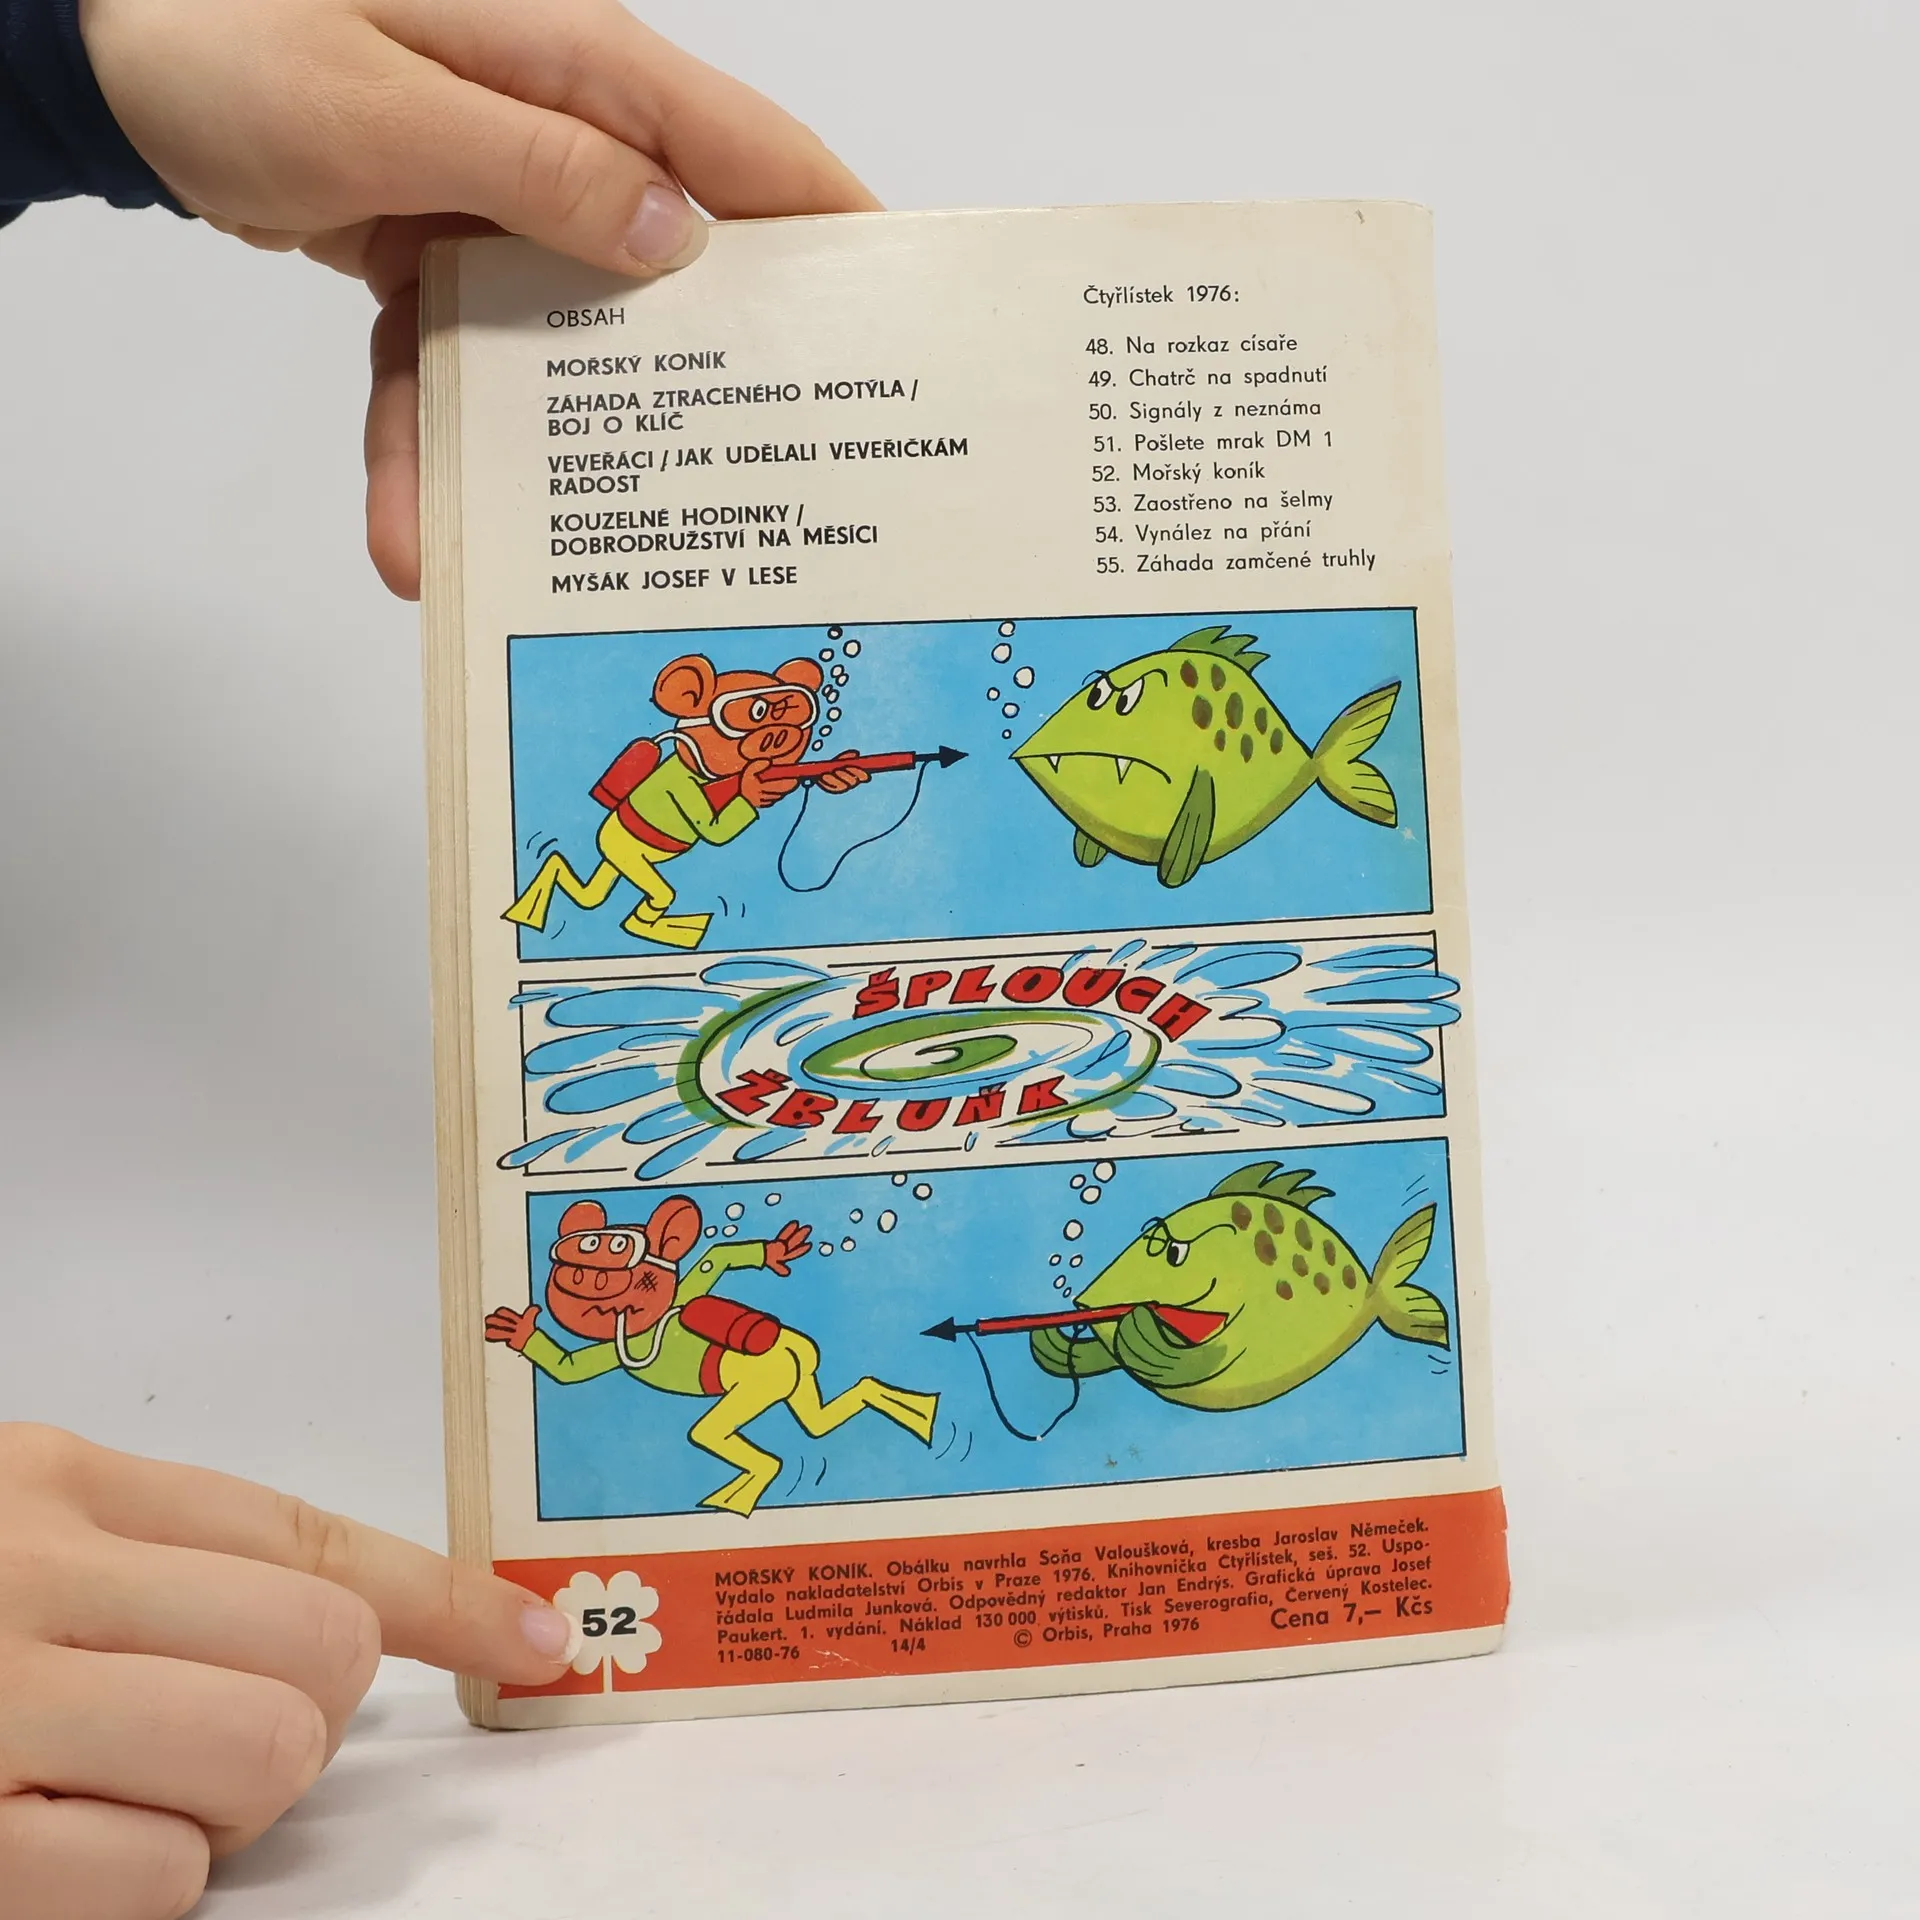 OBSAH
MOŘSKÝ KONÍK
ZÁHADA ZTRACENÉHO MOTÝLA /
BOJ O KLÍČ
VEVEŘÁCI / JAK UDĚLALI VEVEŘIČKÁM
RADOST
KOUZELNÉ HODINKY /
DOBRODRUŽSTVÍ NA MĚSÍCI
MYŠÁK JOSEF V LESE
Čtyřlístek 1976:
48. Na rozkaz císaře
49. Chatrč na spadnutí
50. Signály z neznáma
51. Pošlete mrak DM 1
52. Mořský koník
53. Zaostřeno na šelmy
54. Vynález na přání
55. Záhada zamčené truhly
ŠPLOUCH
ŽBLUŇK
52
MOŘSKÝ KONÍK. Obálku navrhla Soňa Valoušková, kresba Jaroslav Němeček.
Vydalo nakladatelství Orbis v Praze 1976. Knihovnička Čtyřlístek, seš. 52. Uspo-
řádala Ludmila Junková. Odpovědný redaktor Jan Endrýs. Grafická úprava Josef
Paukert. 1. vydání. Náklad 130 000 výtisků. Tisk Severografia, Červený Kostelec.
11-080-76 14/4 © Orbis, Praha 1976 Cena 7,— Kčs